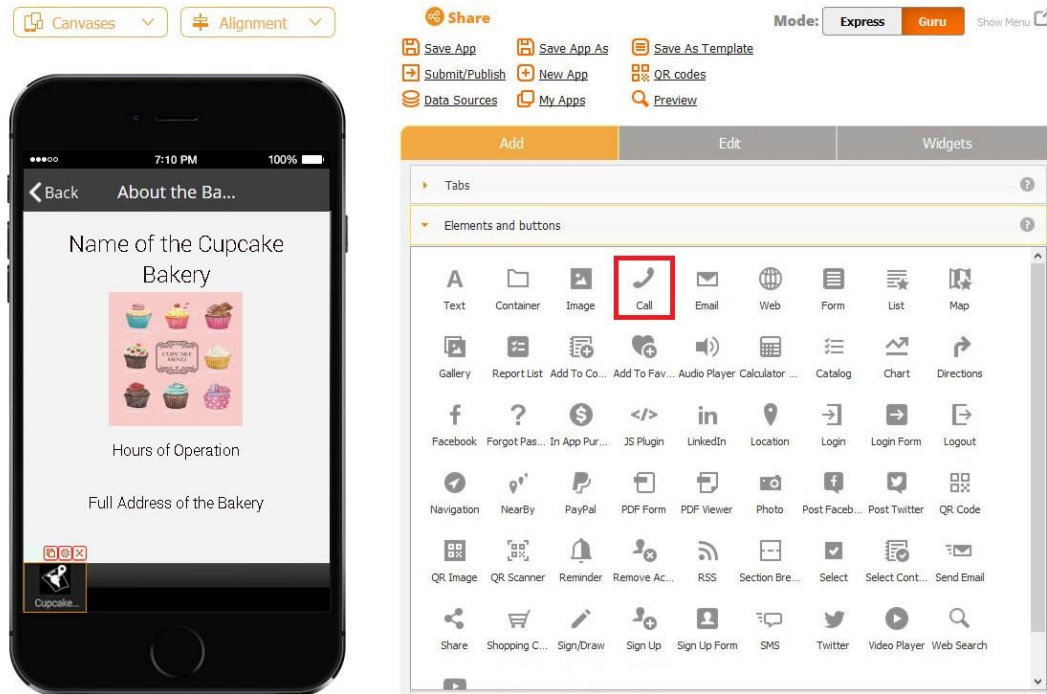 Canvases
Alignment
7:10 PM
100%
Back
About the Ba...
Name of the Cupcake
Bakery
CUPCAKE
MENU
Hours of Operation
Full Address of the Bakery
Cupcake...
Share
Mode:
Express
Guru
Show Menu
Save App
Save App As
Save As Template
Submit/Publish
New App
QR codes
Data Sources
My Apps
Preview
Add
Edit
Widgets
Tabs
?
Elements and buttons
?
Text Container Image Call Email Web Form List Map
Gallery Report List Add To Co... Add To Fav... Audio Player Calculator ... Catalog Chart Directions
Facebook Forgot Pas... In App Pur... JS Plugin LinkedIn Location Login Login Form Logout
Navigation NearBy PayPal PDF Form PDF Viewer Photo Post Faceb... Post Twitter QR Code
QR Image QR Scanner Reminder Remove Ac... RSS Section Bre... Select Select Cont... Send Email
Share Shopping C... Sign/Draw Sign Up Sign Up Form SMS Twitter Video Player Web Search